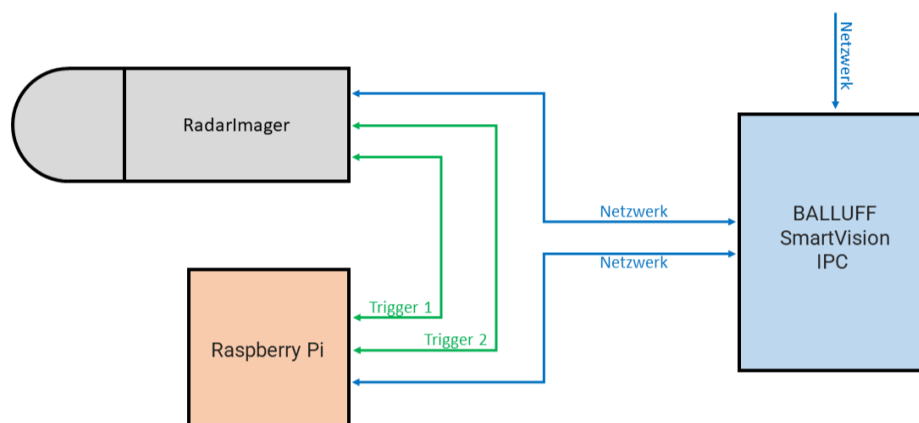 Netzwerk
RadarImager
Netzwerk
BALLUFF
SmartVision
IPC
Netzwerk
Trigger 1
Trigger 2
Raspberry Pi